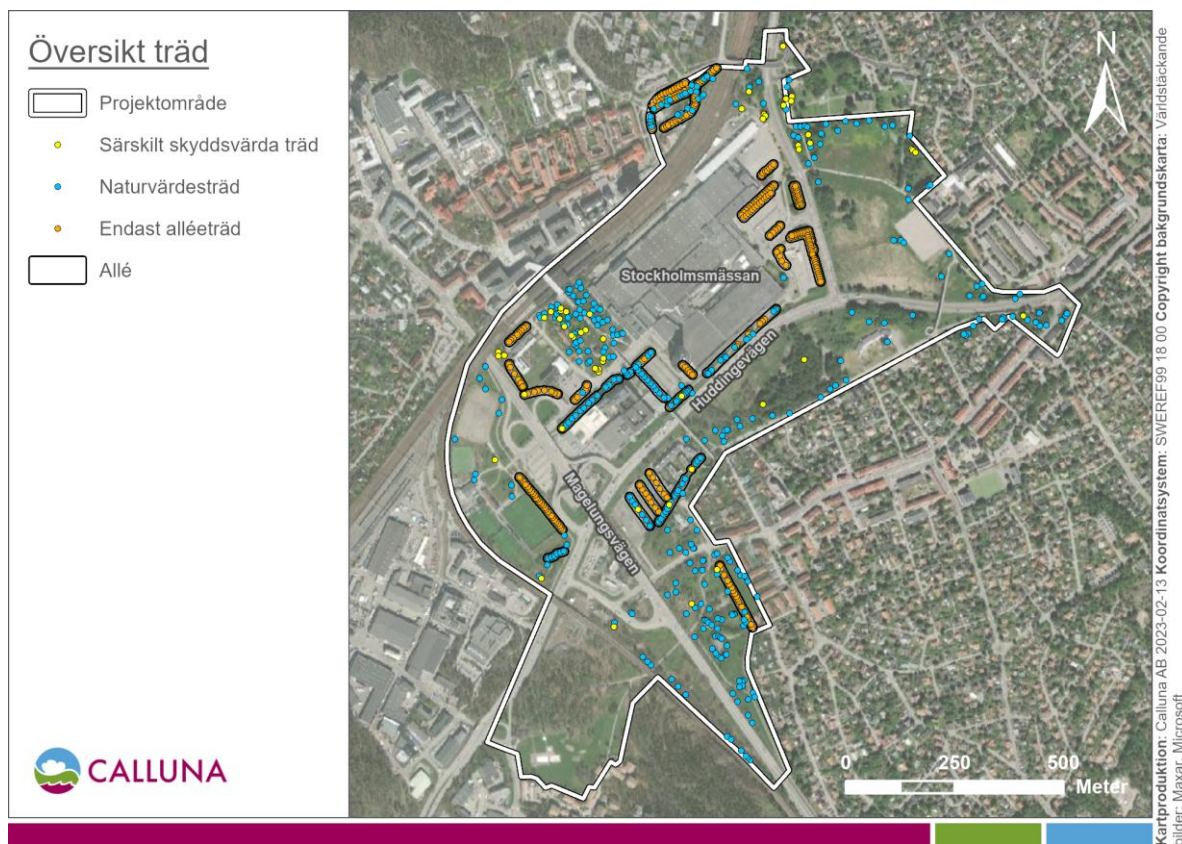 Översikt träd
Projektområde
Särskilt skyddsvärda träd
Naturvärdesträd
Endast alléeträd
Allé
CALLUNA
N
Stockholmsmässan
Huddingevägen
Magelungsvägen
0 250 500
Meter
Kartproduktion: Calluna AB 2023-02-13 Koordinatsystem: SWEREF99 18 00 Copyright bakgrundskarta: Världstäckande
bilder: Maxar, Microsoft